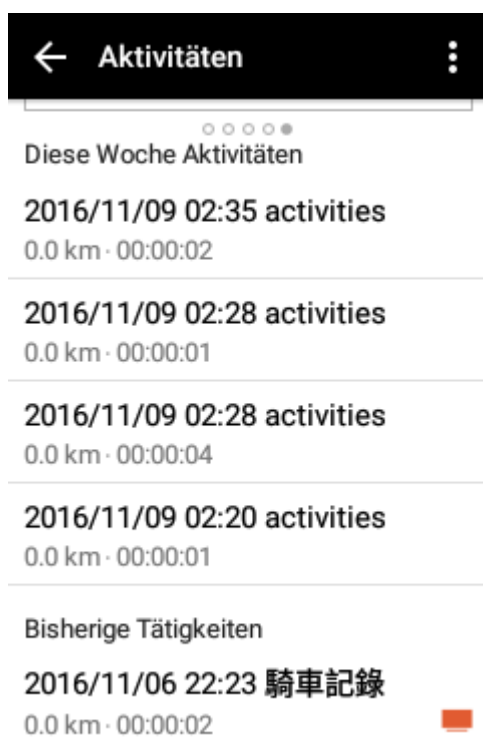 Aktivitäten
Diese Woche Aktivitäten
2016/11/09 02:35 activities
0.0 km · 00:00:02
2016/11/09 02:28 activities
0.0 km · 00:00:01
2016/11/09 02:28 activities
0.0 km · 00:00:04
2016/11/09 02:20 activities
0.0 km · 00:00:01
Bisherige Tätigkeiten
2016/11/06 22:23 騎車記錄
0.0 km · 00:00:02